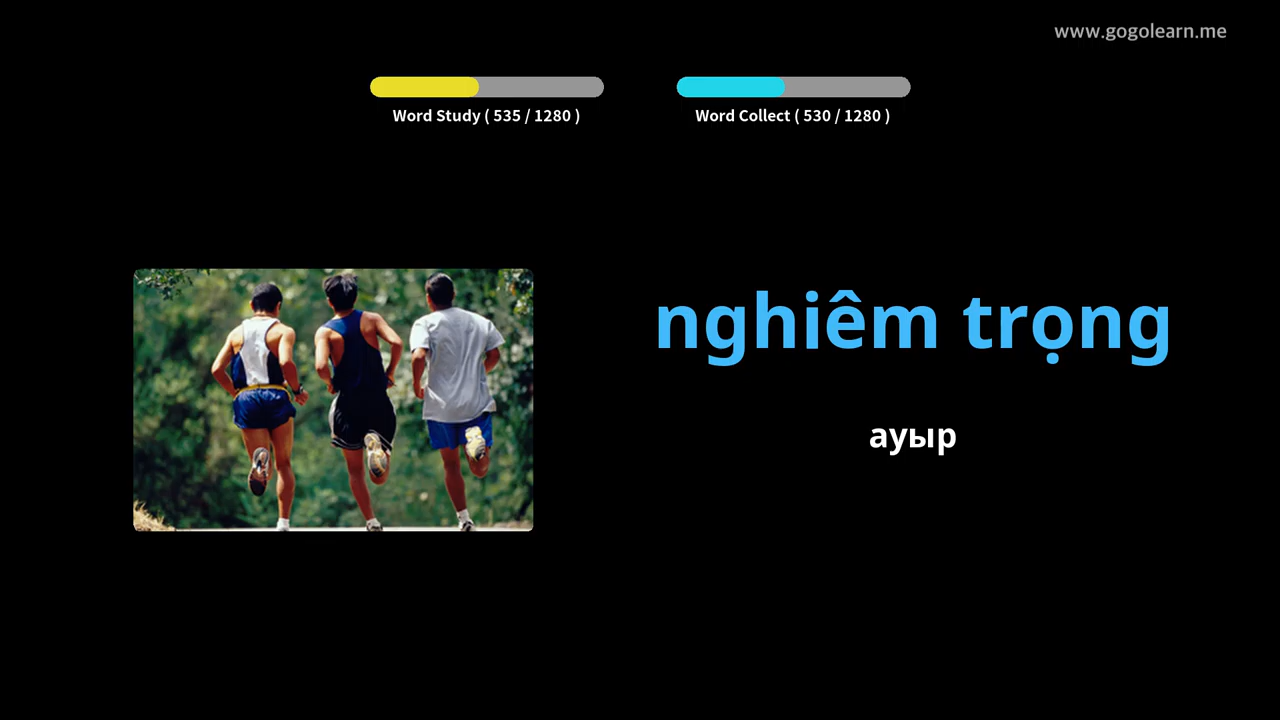 www.gogolearn.me
Word Study ( 535 / 1280 )
Word Collect ( 530 / 1280 )
nghiêm trọng
ауыр